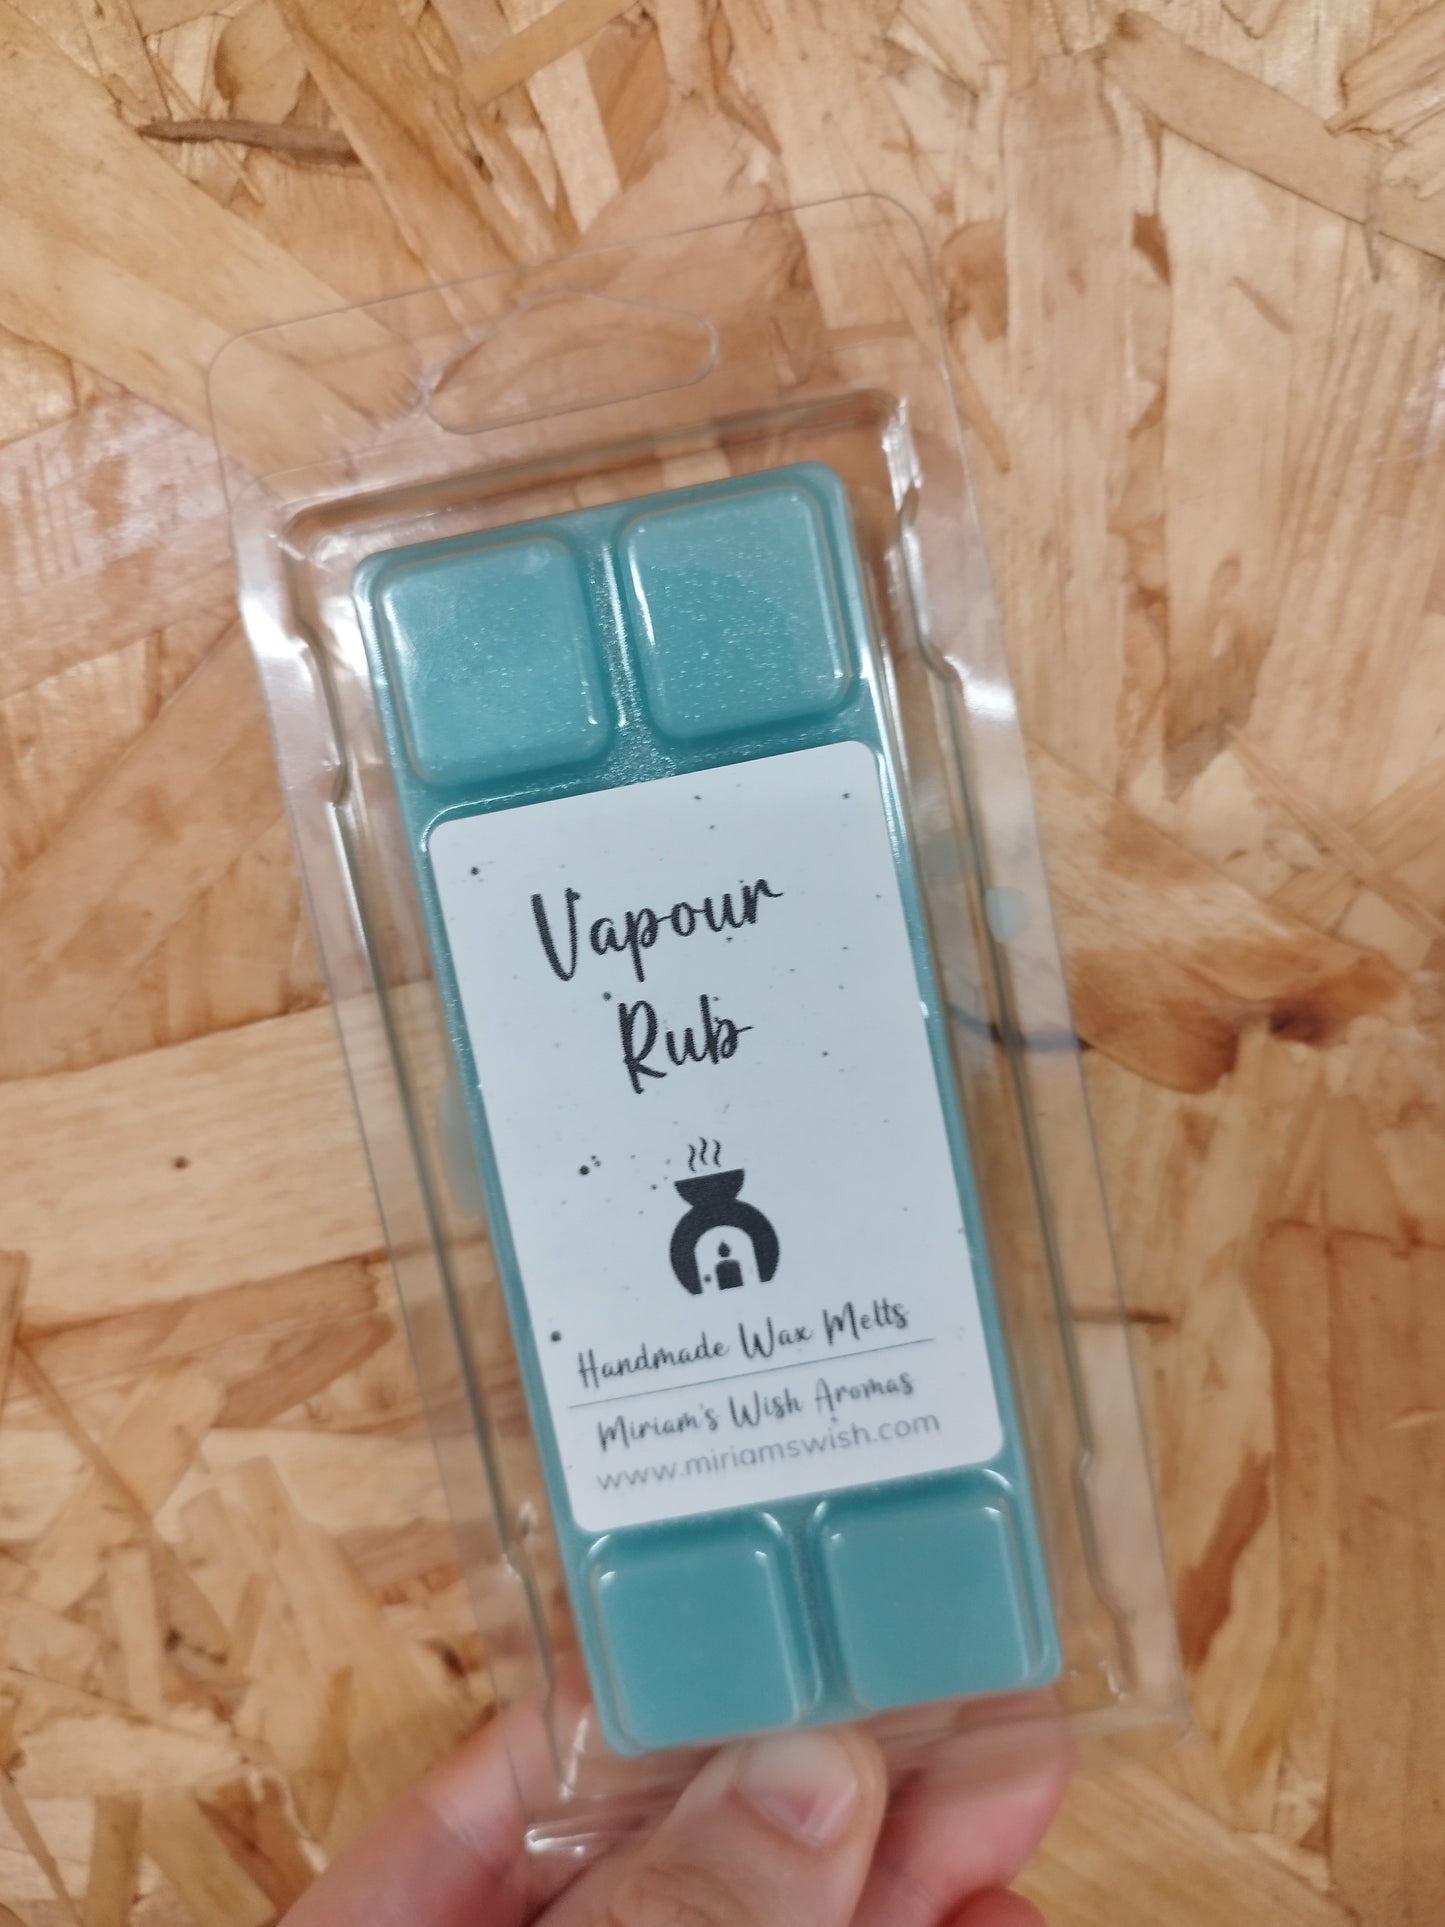 Vapour
Rub
Handmade Wax Melts
Miriam's Wish Aromas
www.miriamswish.com